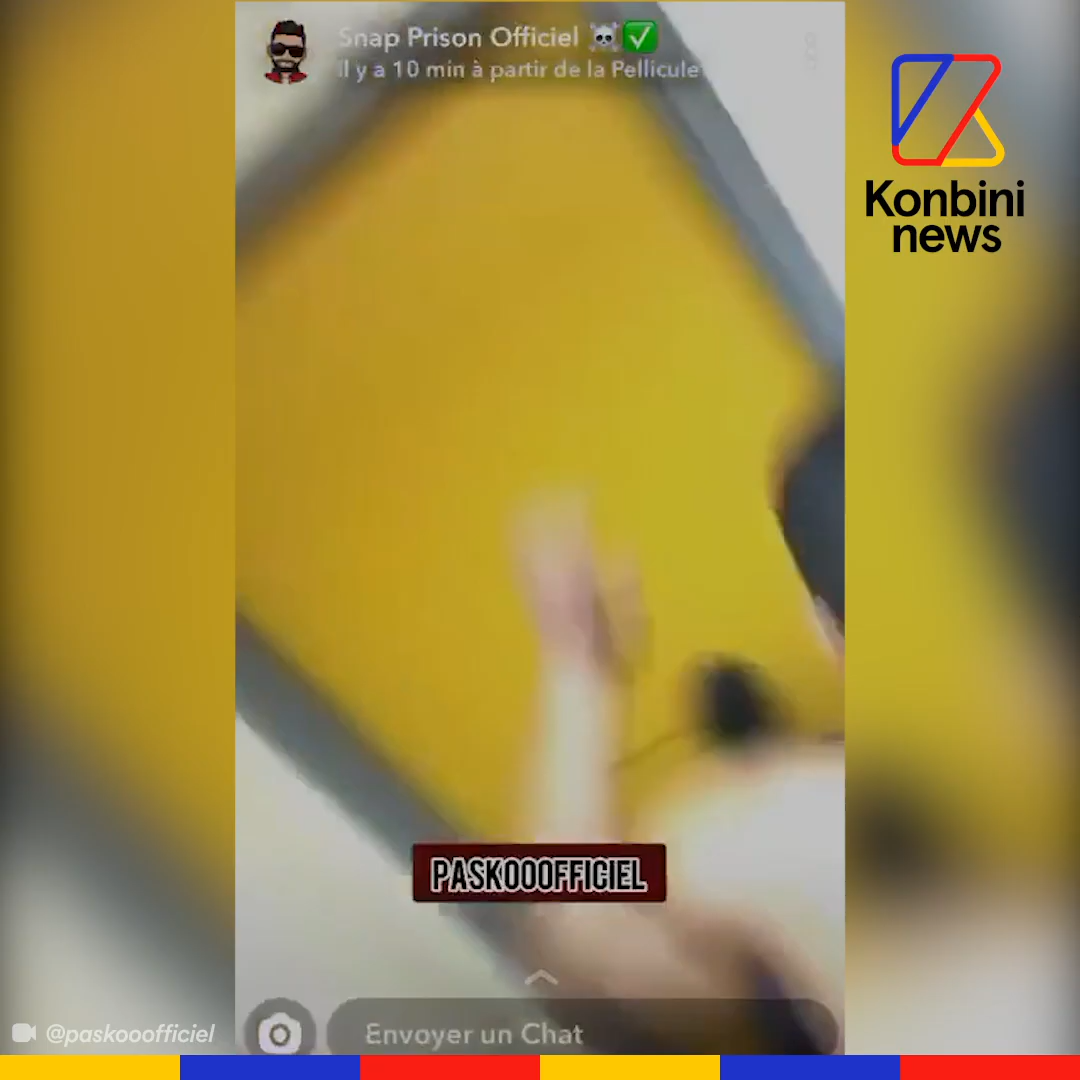 Snap Prison Officiel ☠️✅
Il y a 10 min à partir de la Pellicule
Konbini
news
PASKOOOFFICIEL
Envoyer un Chat
@paskooofficiel